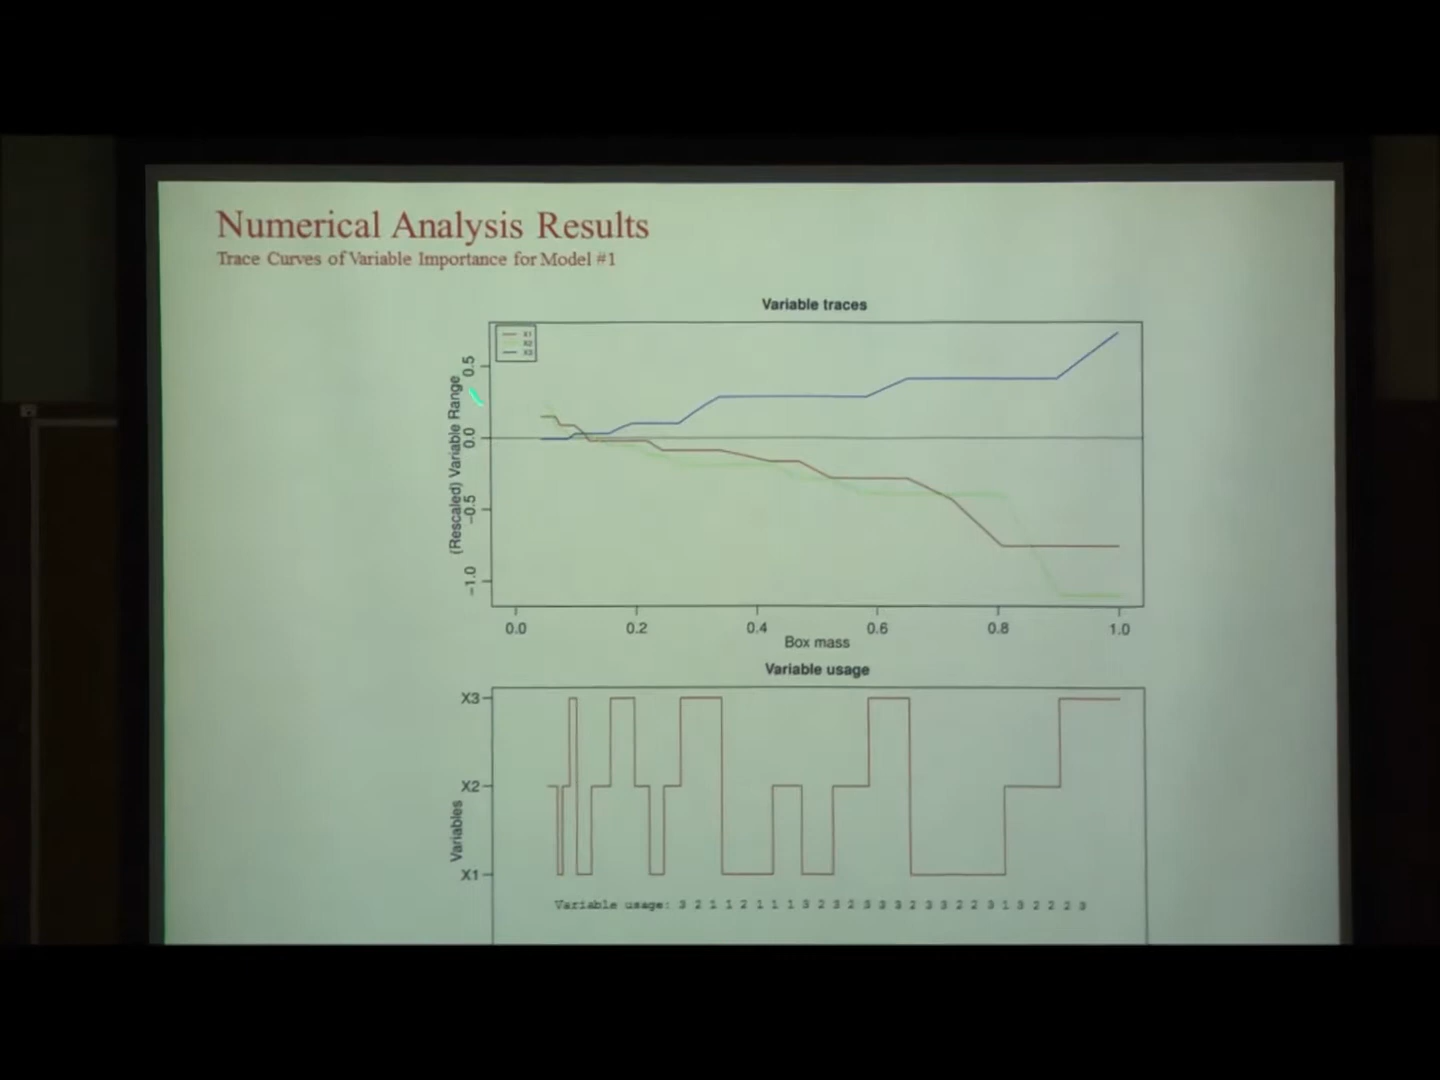 Numerical Analysis Results
Trace Curves of Variable Importance for Model #1
Variable traces
X1
X2
X3
(Rescaled) Variable Range
0.5
0.0
−0.5
−1.0
0.0 0.2 0.4 0.6 0.8 1.0
Box mass
Variable usage
X3
X2
X1
Variables
Variable usage: 3 2 1 1 2 1 1 1 3 2 3 2 3 3 3 2 3 3 2 2 3 1 3 2 2 2 3